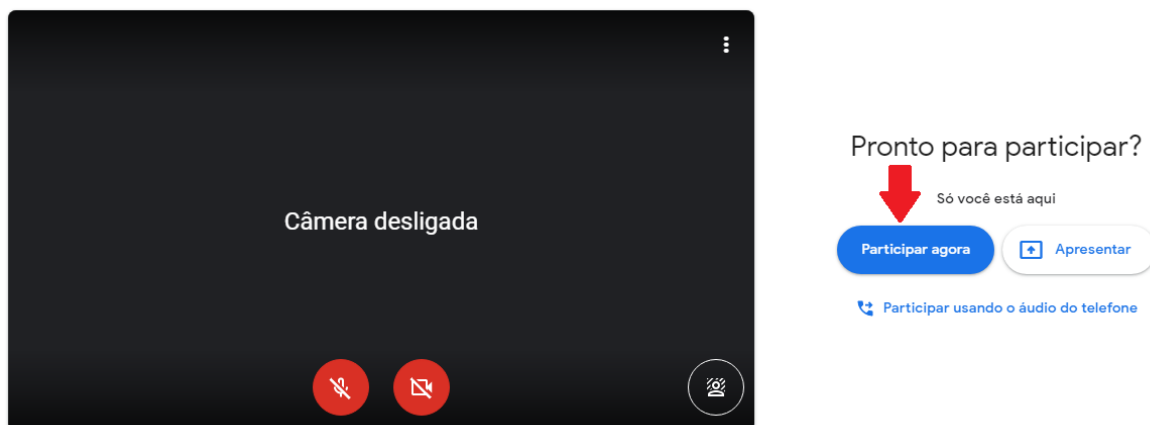 Câmera desligada
Pronto para participar?
Só você está aqui
Participar agora
Apresentar
Participar usando o áudio do telefone